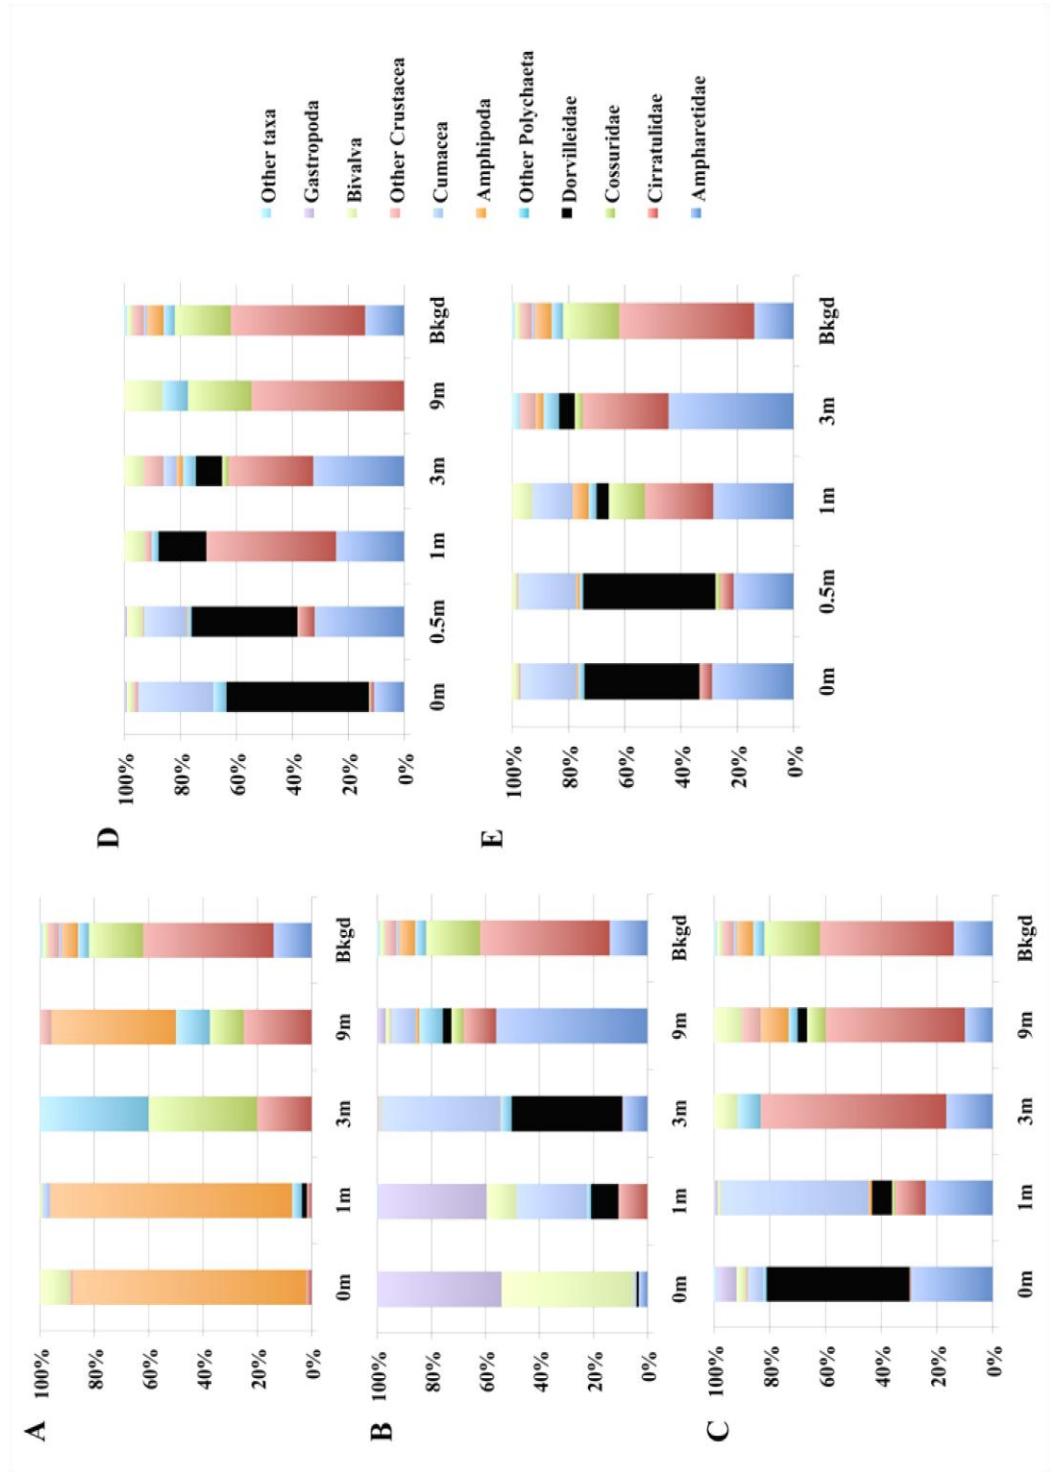 A
100%
80%
60%
40%
20%
0%
0m
1m
3m
9m
Bkgd
B
100%
80%
60%
40%
20%
0%
0m
1m
3m
9m
Bkgd
C
100%
80%
60%
40%
20%
0%
0m
1m
3m
9m
Bkgd
D
100%
80%
60%
40%
20%
0%
0m
0.5m
1m
3m
9m
Bkgd
E
100%
80%
60%
40%
20%
0%
0m
0.5m
1m
3m
Bkgd
Other taxa
Gastropoda
Bivalva
Other Crustacea
Cumacea
Amphipoda
Other Polychaeta
Dorvilleidae
Cossuridae
Cirratulidae
Ampharetidae